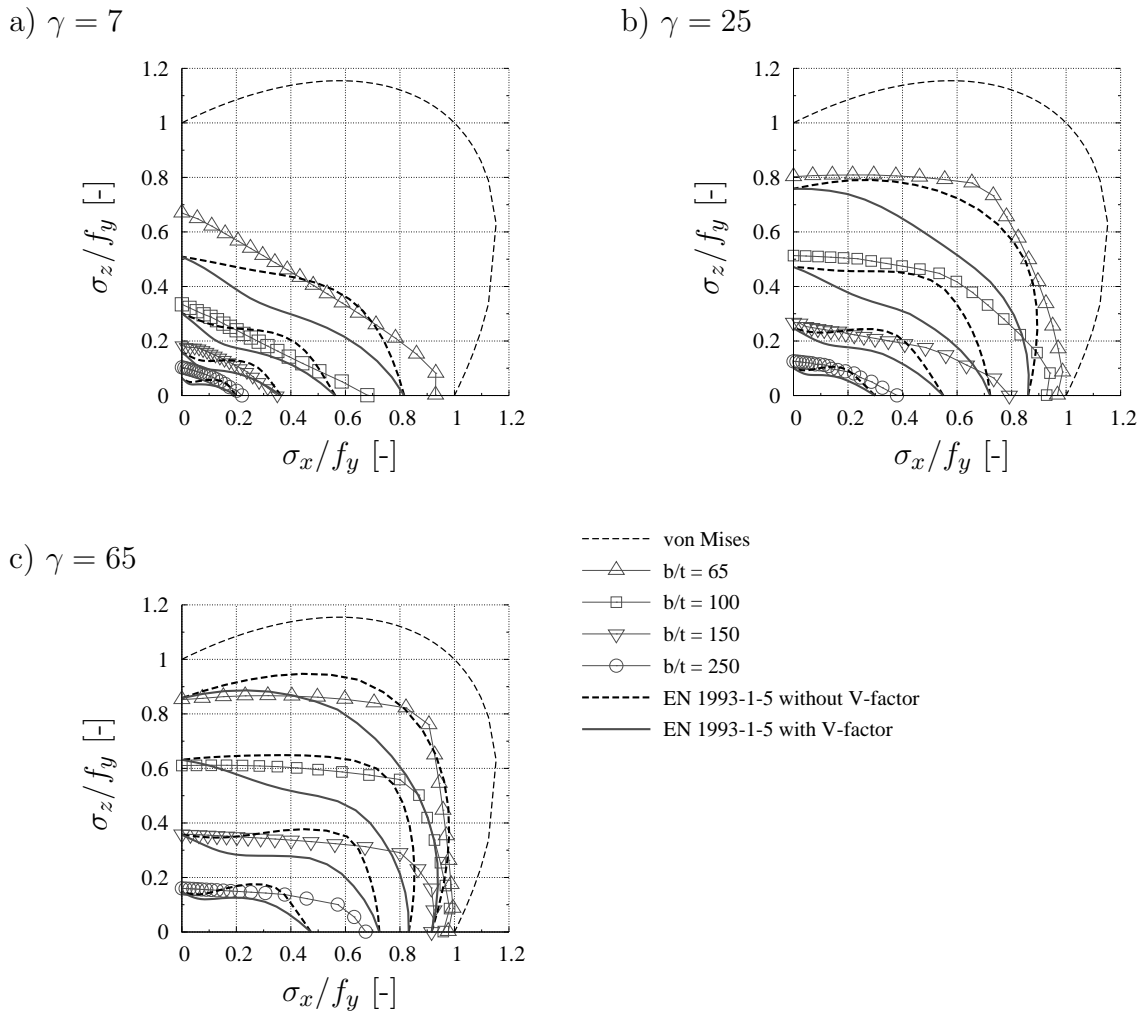 a) γ = 7
1.2
1
0.8
0.6
0.4
0.2
0
0 0.2 0.4 0.6 0.8 1 1.2
σz/fy [-]
σx/fy [-]
b) γ = 25
1.2
1
0.8
0.6
0.4
0.2
0
0 0.2 0.4 0.6 0.8 1 1.2
σz/fy [-]
σx/fy [-]
c) γ = 65
1.2
1
0.8
0.6
0.4
0.2
0
0 0.2 0.4 0.6 0.8 1 1.2
σz/fy [-]
σx/fy [-]
von Mises
b/t = 65
b/t = 100
b/t = 150
b/t = 250
EN 1993-1-5 without V-factor
EN 1993-1-5 with V-factor